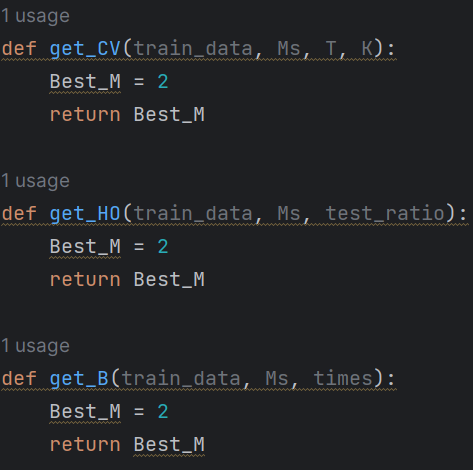 1 usage
def get_CV(train_data, Ms, T, K):
    Best_M = 2
    return Best_M
1 usage
def get_HO(train_data, Ms, test_ratio):
    Best_M = 2
    return Best_M
1 usage
def get_B(train_data, Ms, times):
    Best_M = 2
    return Best_M